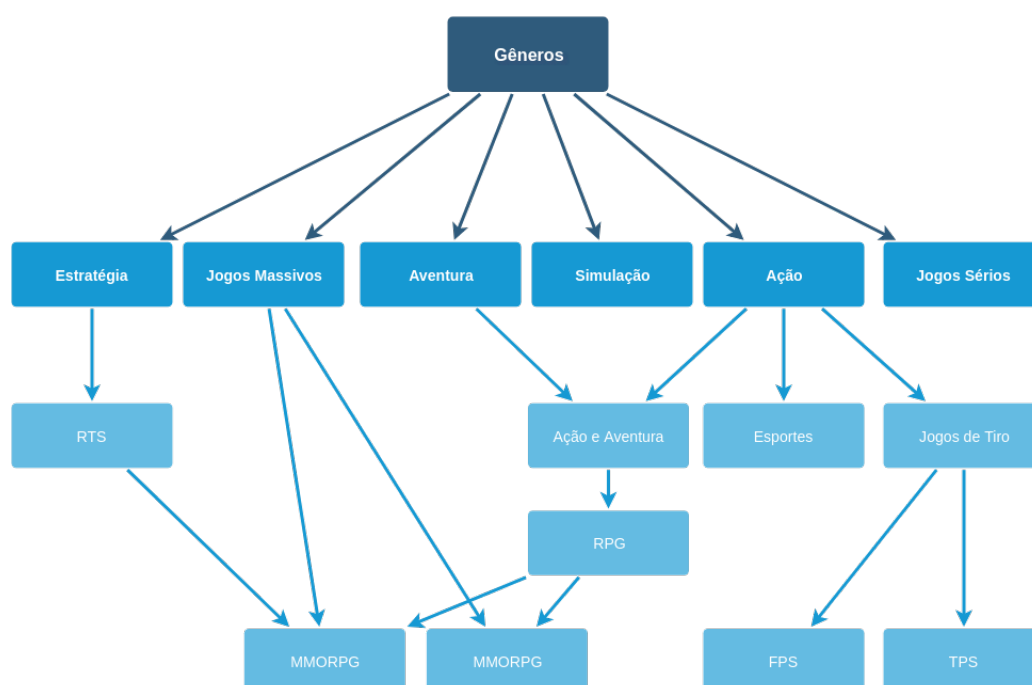 Gêneros
Estratégia
Jogos Massivos
Aventura
Simulação
Ação
Jogos Sérios
RTS
Ação e Aventura
Esportes
Jogos de Tiro
RPG
MMORPG
MMORPG
FPS
TPS